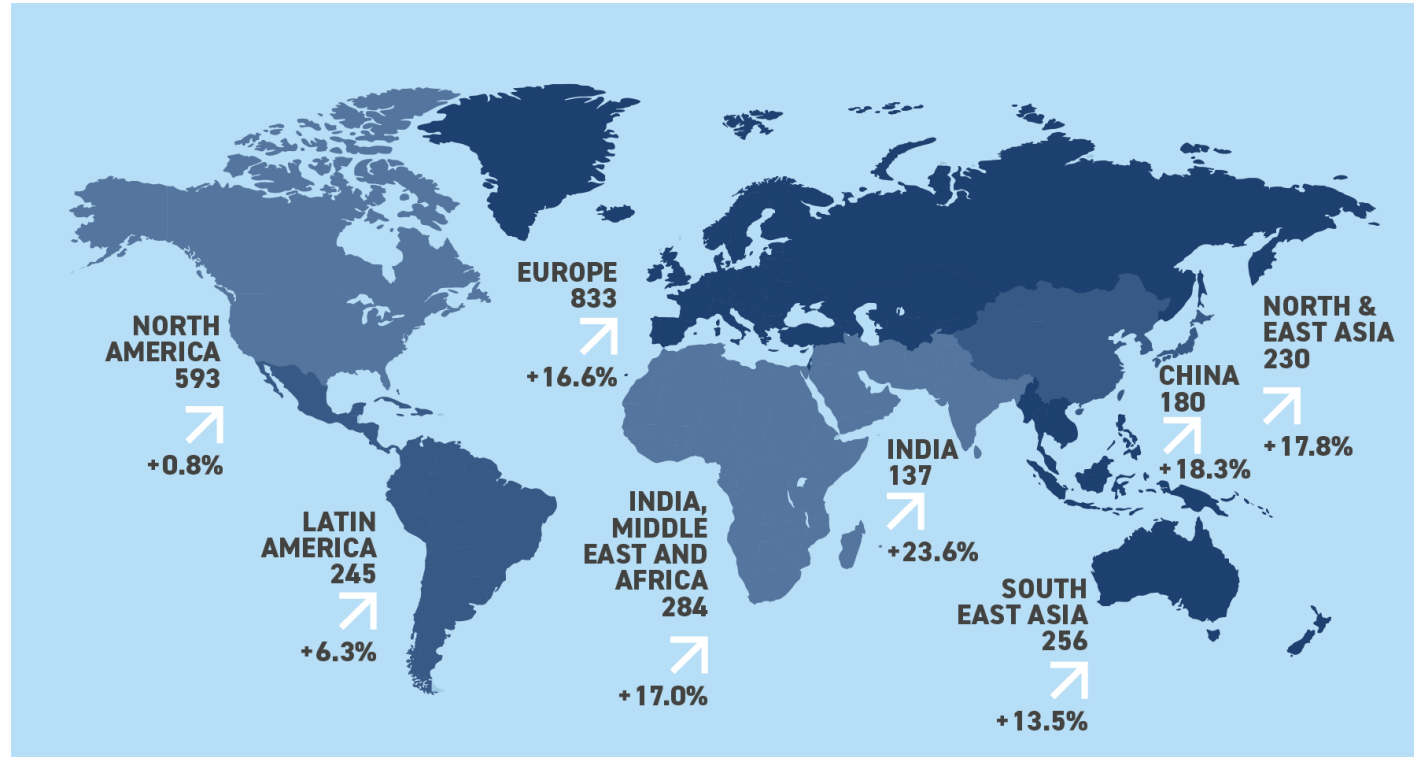 EUROPE
833
+16.6%
NORTH
AMERICA
593
+0.8%
NORTH &
EAST ASIA
230
+17.8%
CHINA
180
+18.3%
INDIA
137
+23.6%
INDIA,
MIDDLE
EAST AND
AFRICA
284
+17.0%
LATIN
AMERICA
245
+6.3%
SOUTH
EAST ASIA
256
+13.5%